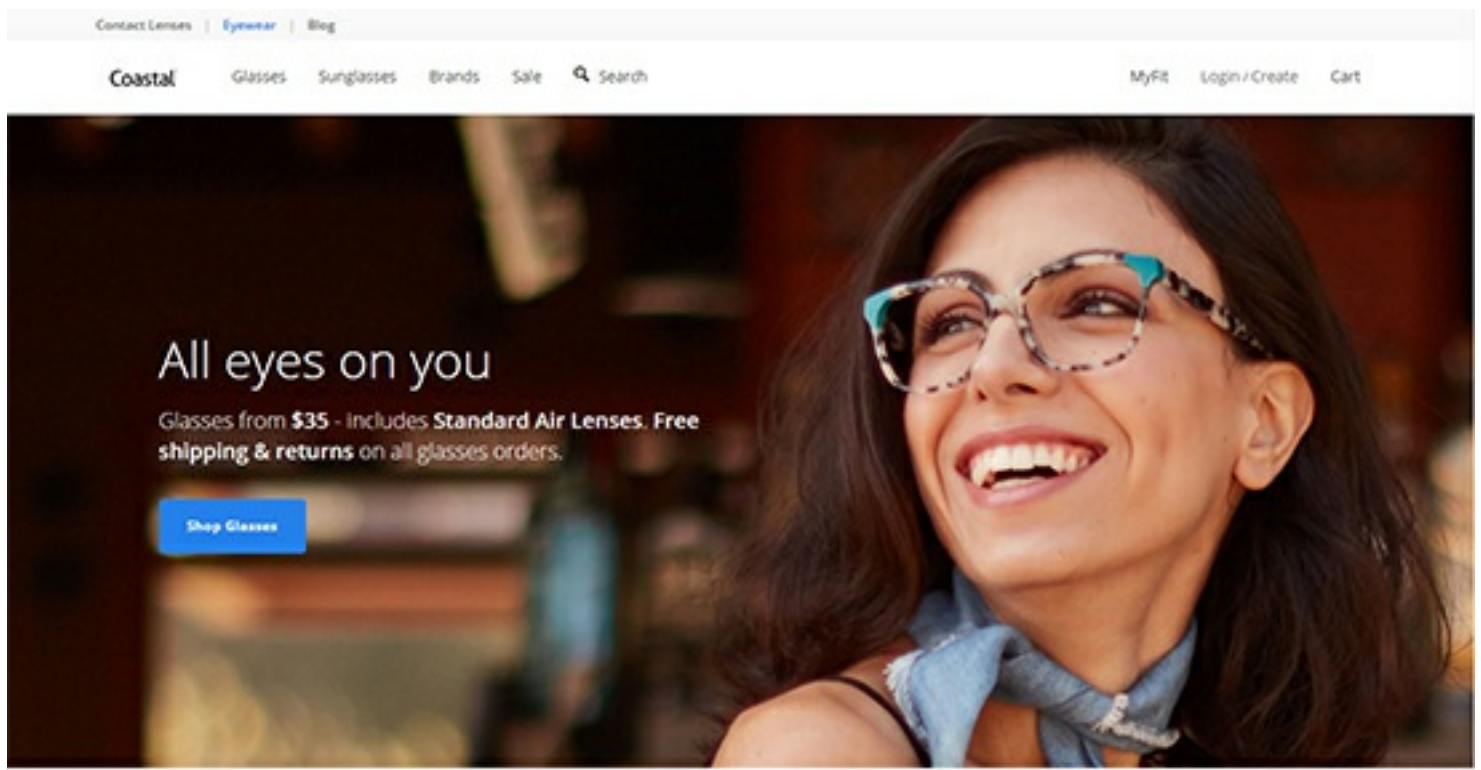 Contact Lenses | Eyewear | Blog
Coastal Glasses Sunglasses Brands Sale Search MyFit Login / Create Cart
All eyes on you
Glasses from $35 - includes Standard Air Lenses. Free
shipping & returns on all glasses orders.
Shop Glasses